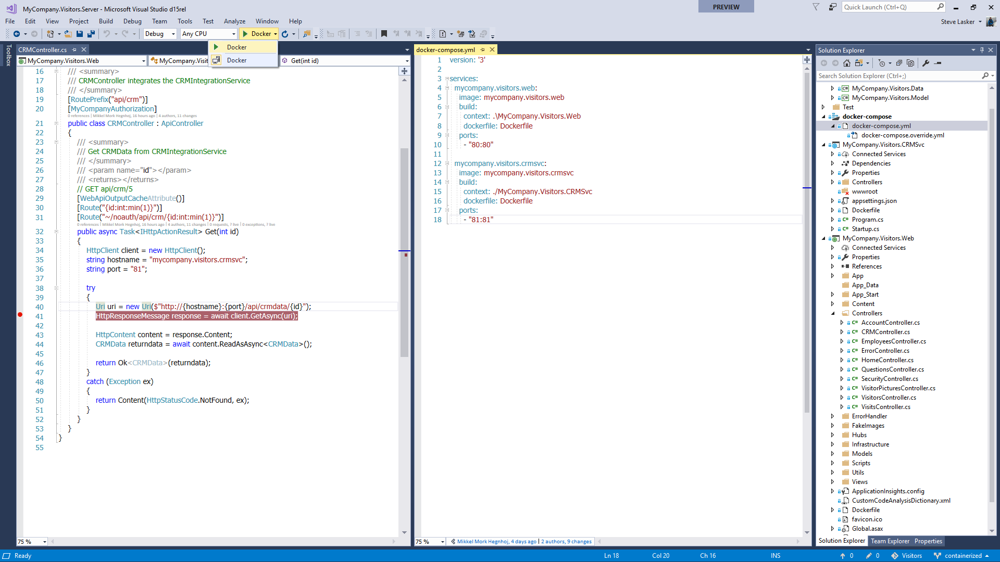 MyCompany.Visitors.Server - Microsoft Visual Studio d15rel
PREVIEW
Quick Launch (Ctrl+Q)
File Edit View Project Build Debug Team Tools Test Analyze Window Help
Steve Lasker
Debug Any CPU Docker
Docker
Docker
Toolbox
CRMController.cs
MyCompany.Visitors.Web MyCompany.Visit Get(int id)
16 /// <summary>
17 /// CRMController integrates the CRMIntegrationService
18 /// </summary>
19 [RoutePrefix("api/crm")]
20 [MyCompanyAuthorization]
0 references | Mikkel Mork Hegnhoj, 16 hours ago | 4 authors, 11 changes
21 public class CRMController : ApiController
22 {
23 /// <summary>
24 /// Get CRMData from CRMIntegrationService
25 /// </summary>
26 /// <param name="id"></param>
27 /// <returns></returns>
28 // GET api/crm/5
29 [WebApiOutputCacheAttribute()]
30 [Route("{id:int:min(1)}")]
31 [Route("~/noauth/api/crm/{id:int:min(1)}")]
0 references | Mikkel Mork Hegnhoj, 16 hours ago | 4 authors, 11 changes | 0 requests, ? live | 0 exceptions, ? live
32 public async Task<IHttpActionResult> Get(int id)
33 {
34 HttpClient client = new HttpClient();
35 string hostname = "mycompany.visitors.crmsvc";
36 string port = "81";
37
38 try
39 {
40 Uri uri = new Uri($"http://{hostname}:{port}/api/crmdata/{id}");
41 HttpResponseMessage response = await client.GetAsync(uri);
42
43 HttpContent content = response.Content;
44 CRMData returndata = await content.ReadAsAsync<CRMData>();
45
46 return Ok<CRMData>(returndata);
47 }
48 catch (Exception ex)
49 {
50 return Content(HttpStatusCode.NotFound, ex);
51 }
52 }
53 }
54 }
55
75 %
docker-compose.yml
1 version: '3'
2
3 services:
4 mycompany.visitors.web:
5 image: mycompany.visitors.web
6 build:
7 context: .\MyCompany.Visitors.Web
8 dockerfile: Dockerfile
9 ports:
10 - "80:80"
11
12 mycompany.visitors.crmsvc:
13 image: mycompany.visitors.crmsvc
14 build:
15 context: ./MyCompany.Visitors.CRMSvc
16 dockerfile: Dockerfile
17 ports:
18 - "81:81"
75 % Mikkel Mork Hegnhoj, 4 days ago | 2 authors, 9 changes
Solution Explorer
Search Solution Explorer (Ctrl+;)
MyCompany.Visitors.Data
MyCompany.Visitors.Model
Test
docker-compose
docker-compose.yml
docker-compose.override.yml
MyCompany.Visitors.CRMSvc
Connected Services
Dependencies
Properties
Controllers
wwwroot
appsettings.json
Dockerfile
Program.cs
Startup.cs
MyCompany.Visitors.Web
Connected Services
Properties
References
App
App_Data
App_Start
Content
Controllers
AccountController.cs
CRMController.cs
EmployeesController.cs
ErrorController.cs
HomeController.cs
QuestionsController.cs
SecurityController.cs
VisitorPicturesController.cs
VisitorsController.cs
VisitsController.cs
ErrorHandler
FakeImages
Hubs
Infrastructure
Models
Scripts
Utils
Views
ApplicationInsights.config
CustomCodeAnalysisDictionary.xml
Dockerfile
favicon.ico
Global.asax
Solution Explorer Team Explorer Properties
Ready Ln 18 Col 20 Ch 16 INS 0 0 Visitors containerized